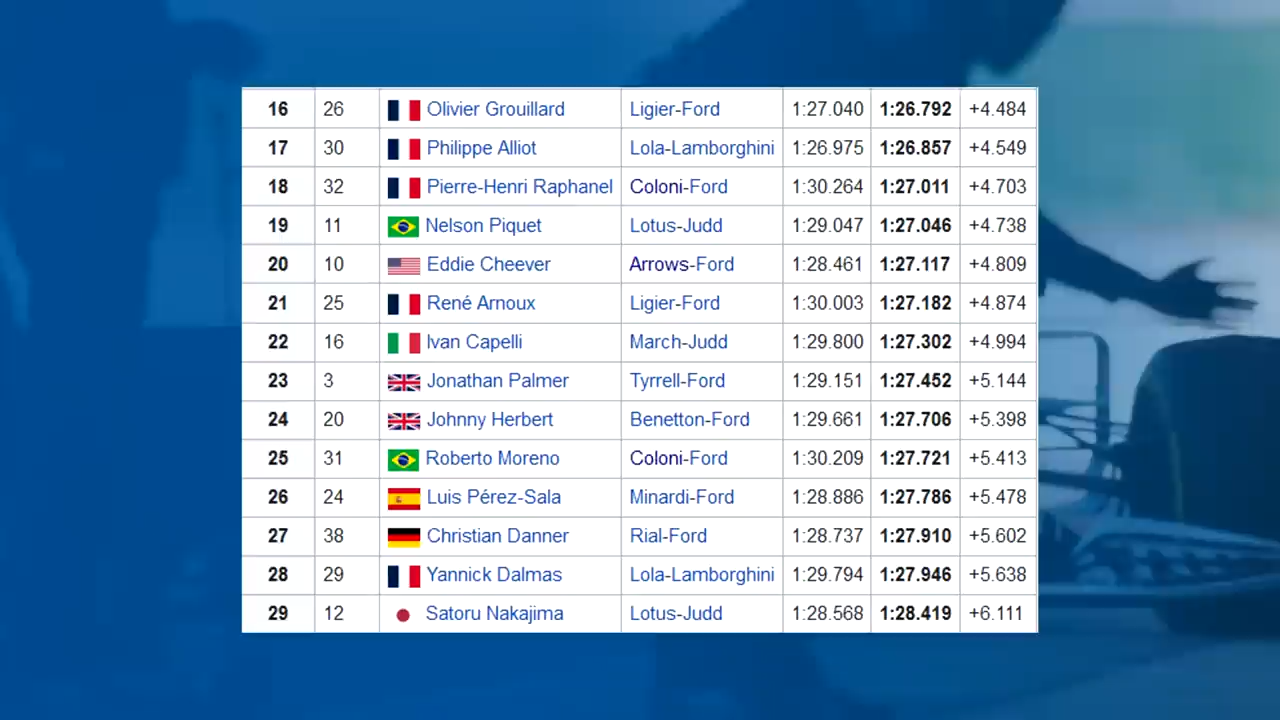 16 26 Olivier Grouillard Ligier-Ford 1:27.040 1:26.792 +4.484
17 30 Philippe Alliot Lola-Lamborghini 1:26.975 1:26.857 +4.549
18 32 Pierre-Henri Raphanel Coloni-Ford 1:30.264 1:27.011 +4.703
19 11 Nelson Piquet Lotus-Judd 1:29.047 1:27.046 +4.738
20 10 Eddie Cheever Arrows-Ford 1:28.461 1:27.117 +4.809
21 25 René Arnoux Ligier-Ford 1:30.003 1:27.182 +4.874
22 16 Ivan Capelli March-Judd 1:29.800 1:27.302 +4.994
23 3 Jonathan Palmer Tyrrell-Ford 1:29.151 1:27.452 +5.144
24 20 Johnny Herbert Benetton-Ford 1:29.661 1:27.706 +5.398
25 31 Roberto Moreno Coloni-Ford 1:30.209 1:27.721 +5.413
26 24 Luis Pérez-Sala Minardi-Ford 1:28.886 1:27.786 +5.478
27 38 Christian Danner Rial-Ford 1:28.737 1:27.910 +5.602
28 29 Yannick Dalmas Lola-Lamborghini 1:29.794 1:27.946 +5.638
29 12 Satoru Nakajima Lotus-Judd 1:28.568 1:28.419 +6.111